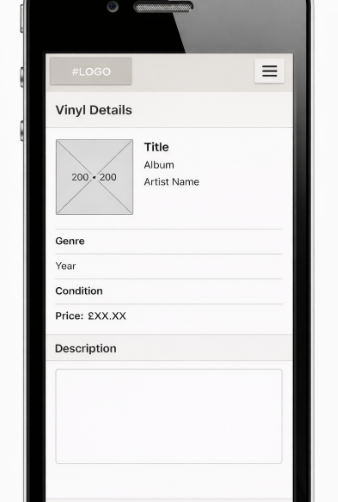 #LOGO
Vinyl Details
Title
Album
Artist Name
200 • 200
Genre
Year
Condition
Price: £XX.XX
Description